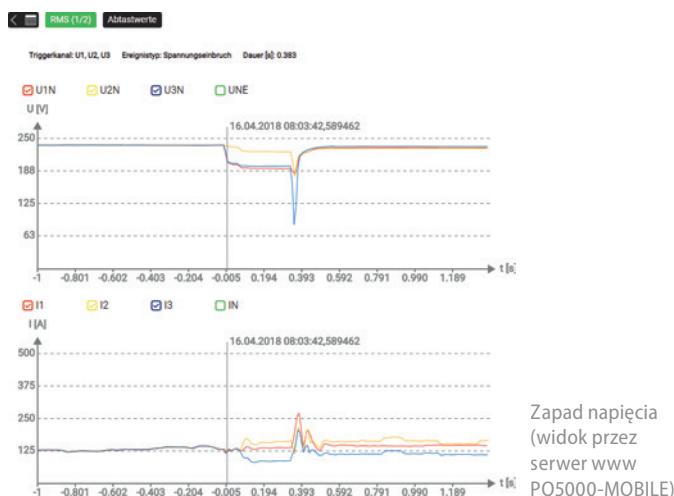 RMS (1/2) Abtastwerte
Triggerkanal: U1, U2, U3 Ereignistyp: Spannungseinbruch Dauer [s]: 0.383
U1N U2N U3N UNE
U [V]
16.04.2018 08:03:42,589462
250
188
125
63
t [s]
-1 -0.801 -0.602 -0.403 -0.204 -0.005 0.194 0.393 0.592 0.791 0.990 1.189
I1 I2 I3 IN
I [A]
16.04.2018 08:03:42,589462
500
375
250
125
t [s]
-1 -0.801 -0.602 -0.403 -0.204 -0.005 0.194 0.393 0.592 0.791 0.990 1.189
Zapad napięcia
(widok przez
serwer www
PQ5000-MOBILE)